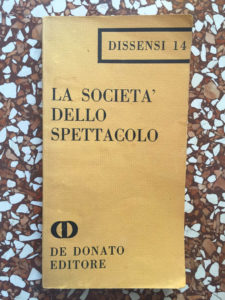 DISSENSI 14
LA SOCIETA'
DELLO
SPETTACOLO
DE DONATO
EDITORE